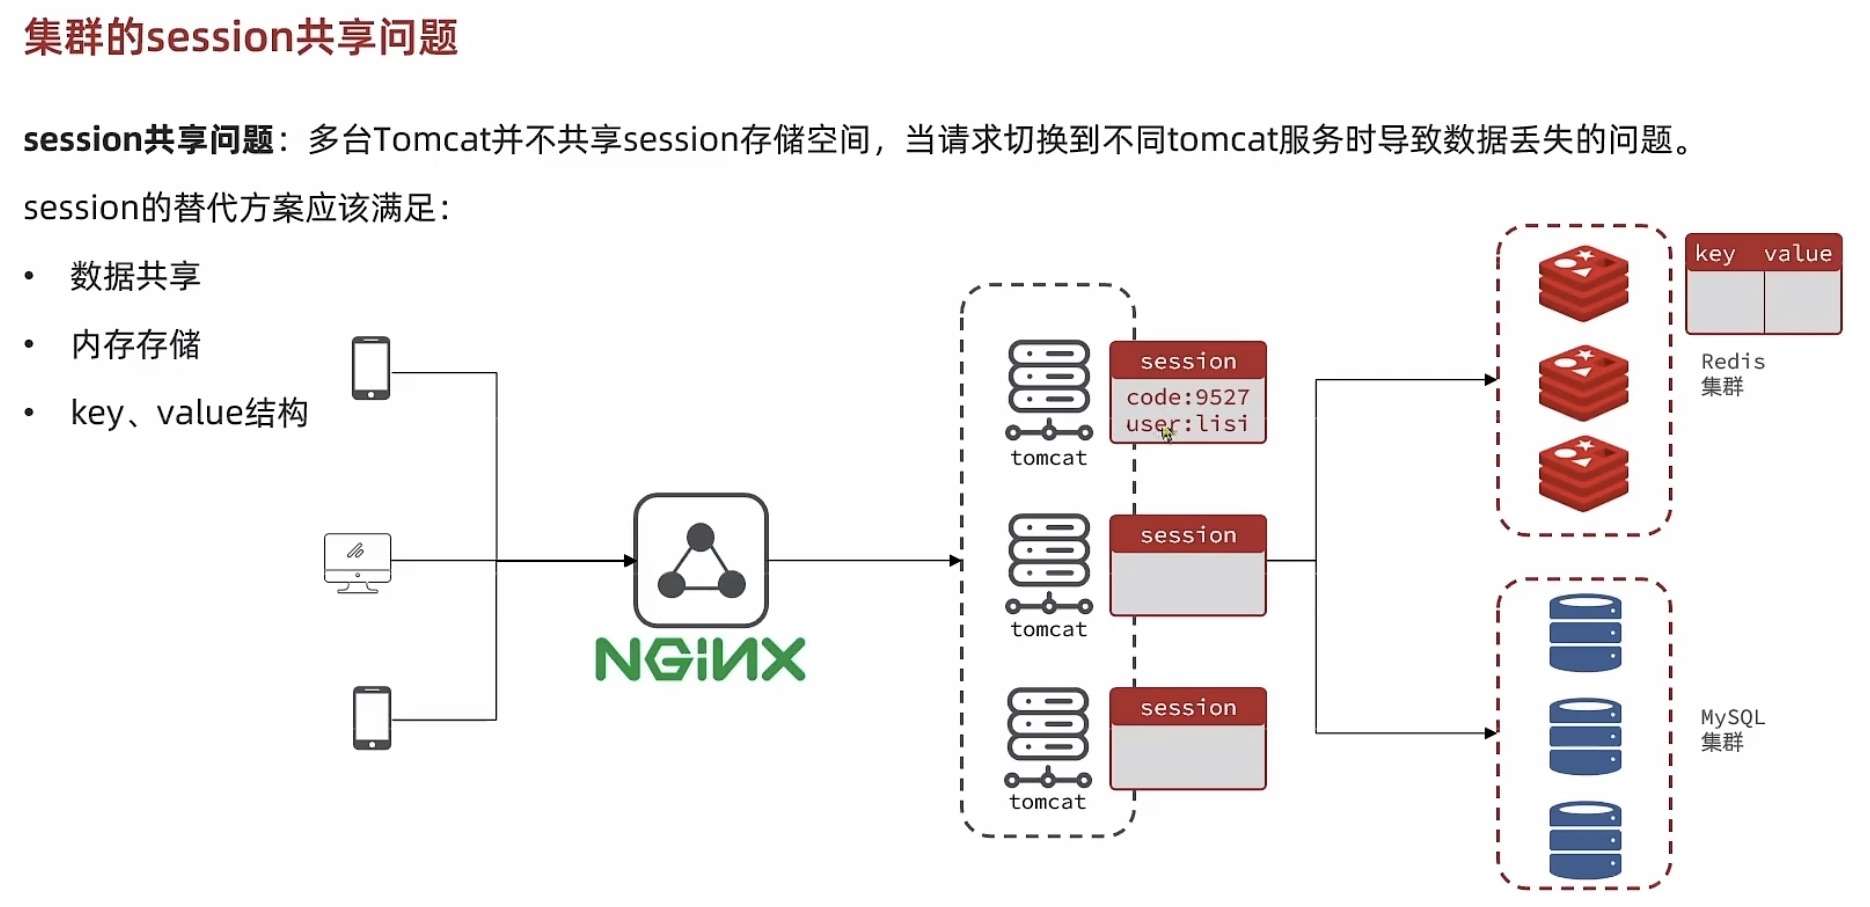 集群的session共享问题
session共享问题：多台Tomcat并不共享session存储空间，当请求切换到不同tomcat服务时导致数据丢失的问题。
session的替代方案应该满足：
• 数据共享
• 内存存储
• key、value结构
NGINX
session
code:9527
user:lisi
tomcat
session
tomcat
session
tomcat
key value
Redis
集群
MySQL
集群